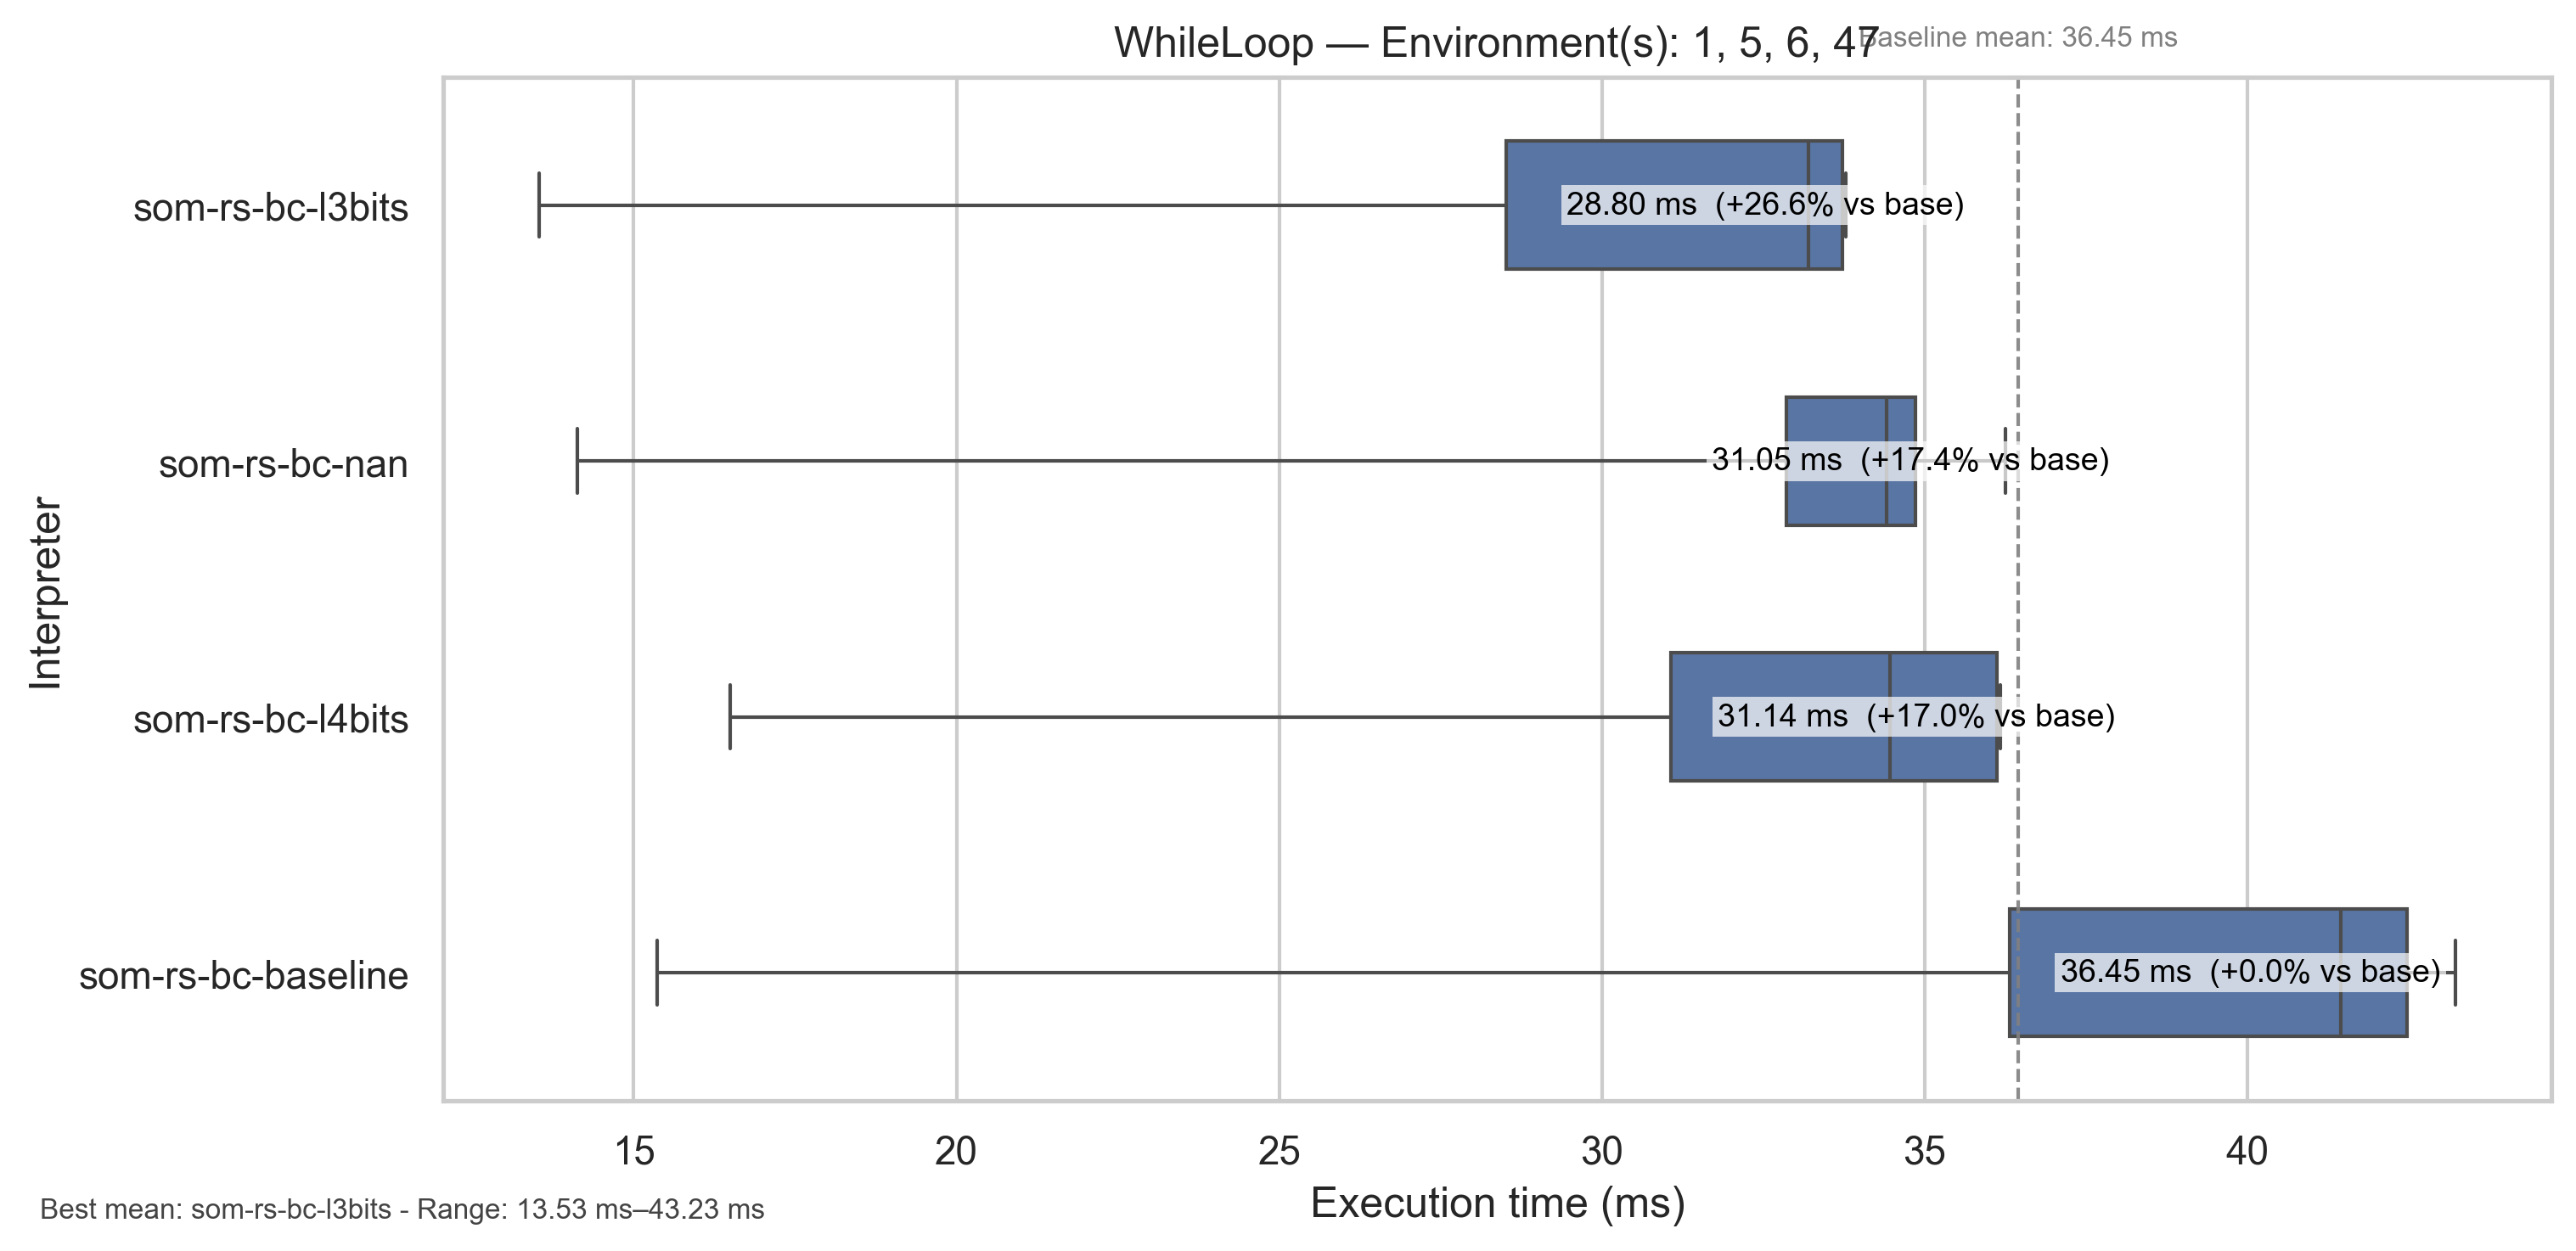 WhileLoop — Environment(s): 1, 5, 6, 47
Baseline mean: 36.45 ms
Interpreter
som-rs-bc-l3bits
28.80 ms (+26.6% vs base)
som-rs-bc-nan
31.05 ms (+17.4% vs base)
som-rs-bc-l4bits
31.14 ms (+17.0% vs base)
som-rs-bc-baseline
36.45 ms (+0.0% vs base)
15 20 25 30 35 40
Execution time (ms)
Best mean: som-rs-bc-l3bits - Range: 13.53 ms–43.23 ms